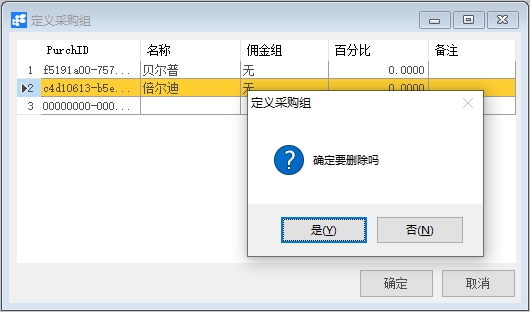 定义采购组
PurchID 名称 佣金组 百分比 备注
1 f5191a00-757... 贝尔普 无 0.0000
2 c4d10613-b5e... 倍尔迪 无 0.0000
3 00000000-000...
定义采购组
确定要删除吗
是(Y) 否(N)
确定 取消